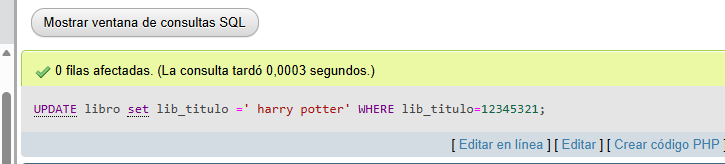 Mostrar ventana de consultas SQL
0 filas afectadas. (La consulta tardó 0,0003 segundos.)
UPDATE libro set lib_titulo =' harry potter' WHERE lib_titulo=12345321;
[ Editar en línea ] [ Editar ] [ Crear código PHP ]